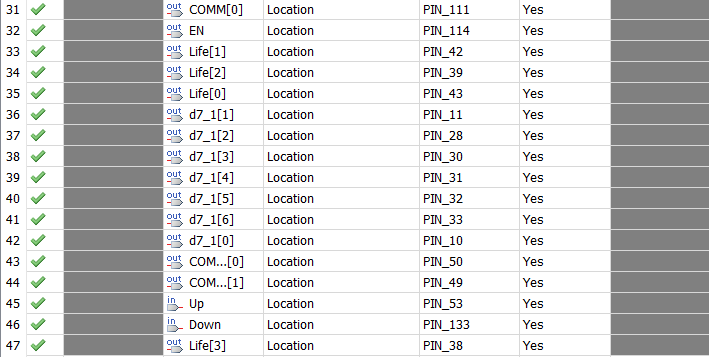 31 out COMM[0] Location PIN_111 Yes
32 out EN Location PIN_114 Yes
33 out Life[1] Location PIN_42 Yes
34 out Life[2] Location PIN_39 Yes
35 out Life[0] Location PIN_43 Yes
36 out d7_1[1] Location PIN_11 Yes
37 out d7_1[2] Location PIN_28 Yes
38 out d7_1[3] Location PIN_30 Yes
39 out d7_1[4] Location PIN_31 Yes
40 out d7_1[5] Location PIN_32 Yes
41 out d7_1[6] Location PIN_33 Yes
42 out d7_1[0] Location PIN_10 Yes
43 out COM...[0] Location PIN_50 Yes
44 out COM...[1] Location PIN_49 Yes
45 in Up Location PIN_53 Yes
46 in Down Location PIN_133 Yes
47 out Life[3] Location PIN_38 Yes